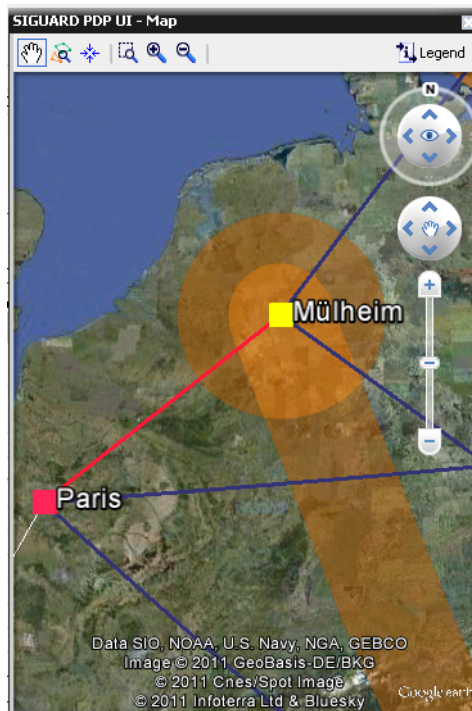 SIGUARD PDP UI - Map
Legend
N
Mülheim
Paris
Data SIO, NOAA, U.S. Navy, NGA, GEBCO
Image © 2011 GeoBasis-DE/BKG
© 2011 Cnes/Spot Image
© 2011 Infoterra Ltd & Bluesky
Google earth